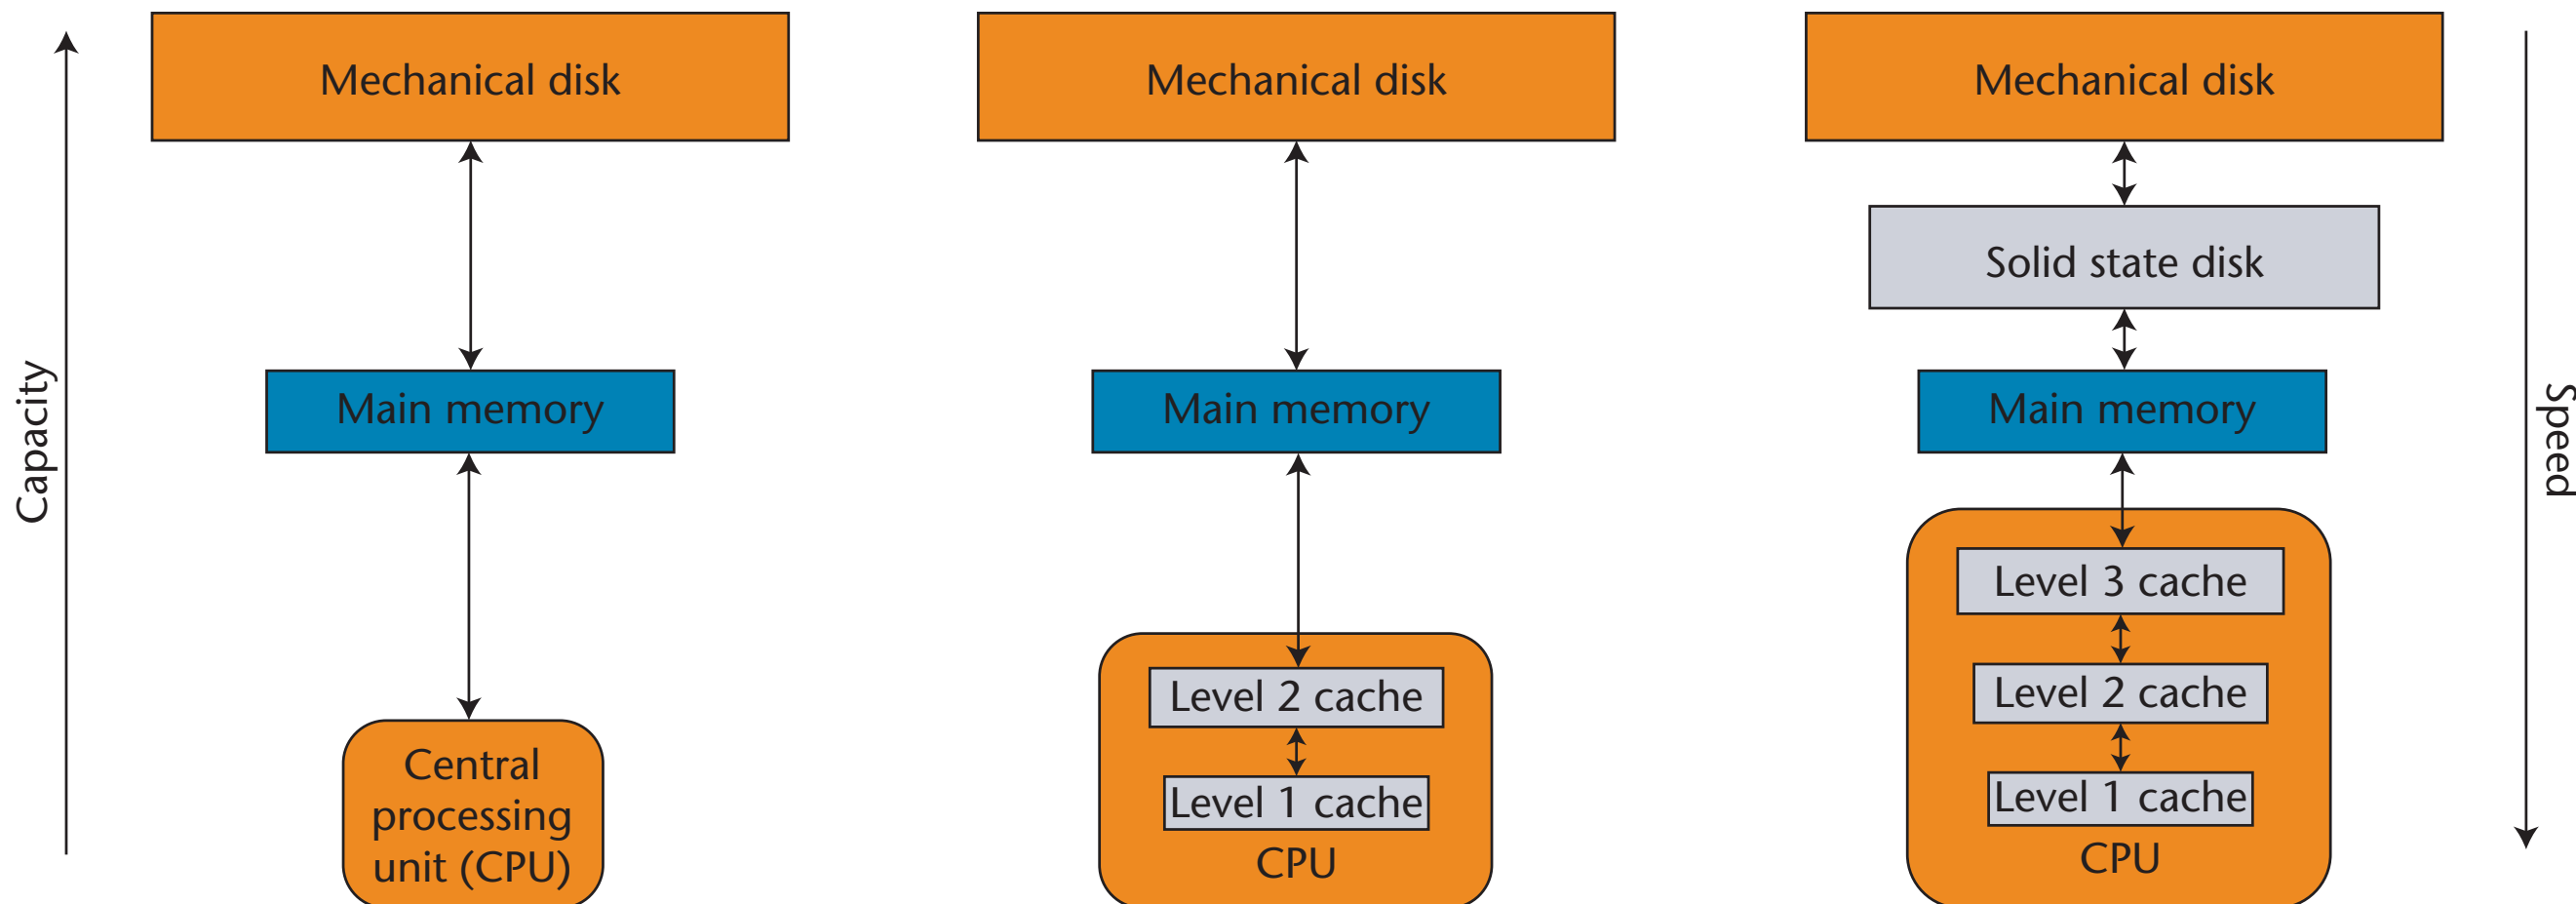 Capacity
Mechanical disk
Main memory
Central
processing
unit (CPU)
Mechanical disk
Main memory
Level 2 cache
Level 1 cache
CPU
Mechanical disk
Solid state disk
Main memory
Level 3 cache
Level 2 cache
Level 1 cache
CPU
Speed